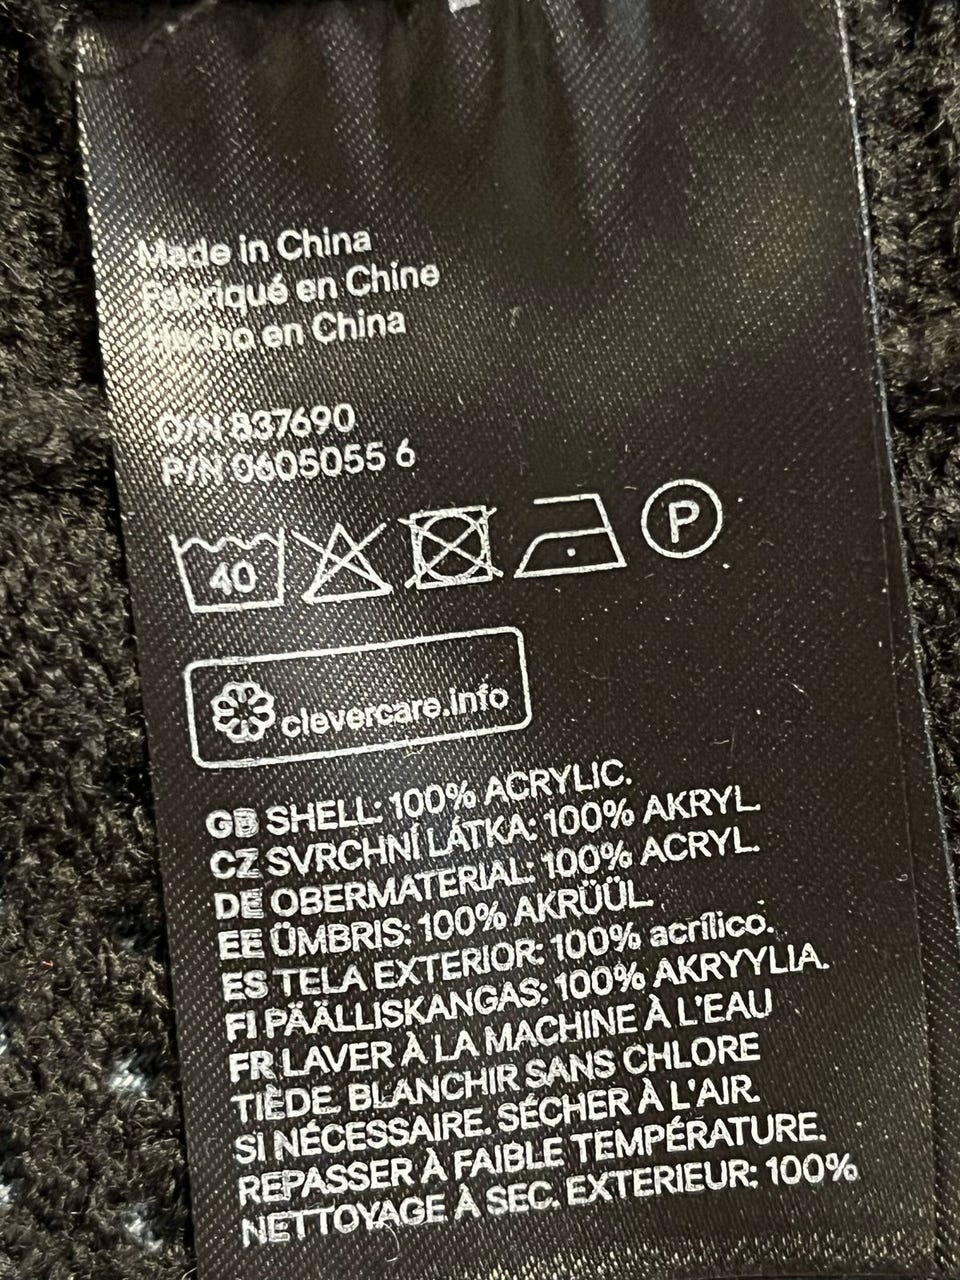 Made in China
Fabriqué en Chine
Hecho en China
O/N 837690
P/N 0605055 6
40
P
clevercare.info
GB SHELL: 100% ACRYLIC.
CZ SVRCHNÍ LÁTKA: 100% AKRYL.
DE OBERMATERIAL: 100% ACRYL.
EE ÜMBRIS: 100% AKRÜÜL.
ES TELA EXTERIOR: 100% acrílico.
FI PÄÄLLISKANGAS: 100% AKRYYLIA.
FR LAVER À LA MACHINE À L'EAU
TIÈDE. BLANCHIR SANS CHLORE
SI NÉCESSAIRE. SÉCHER À L'AIR.
REPASSER À FAIBLE TEMPÉRATURE.
NETTOYAGE À SEC. EXTERIEUR: 100%